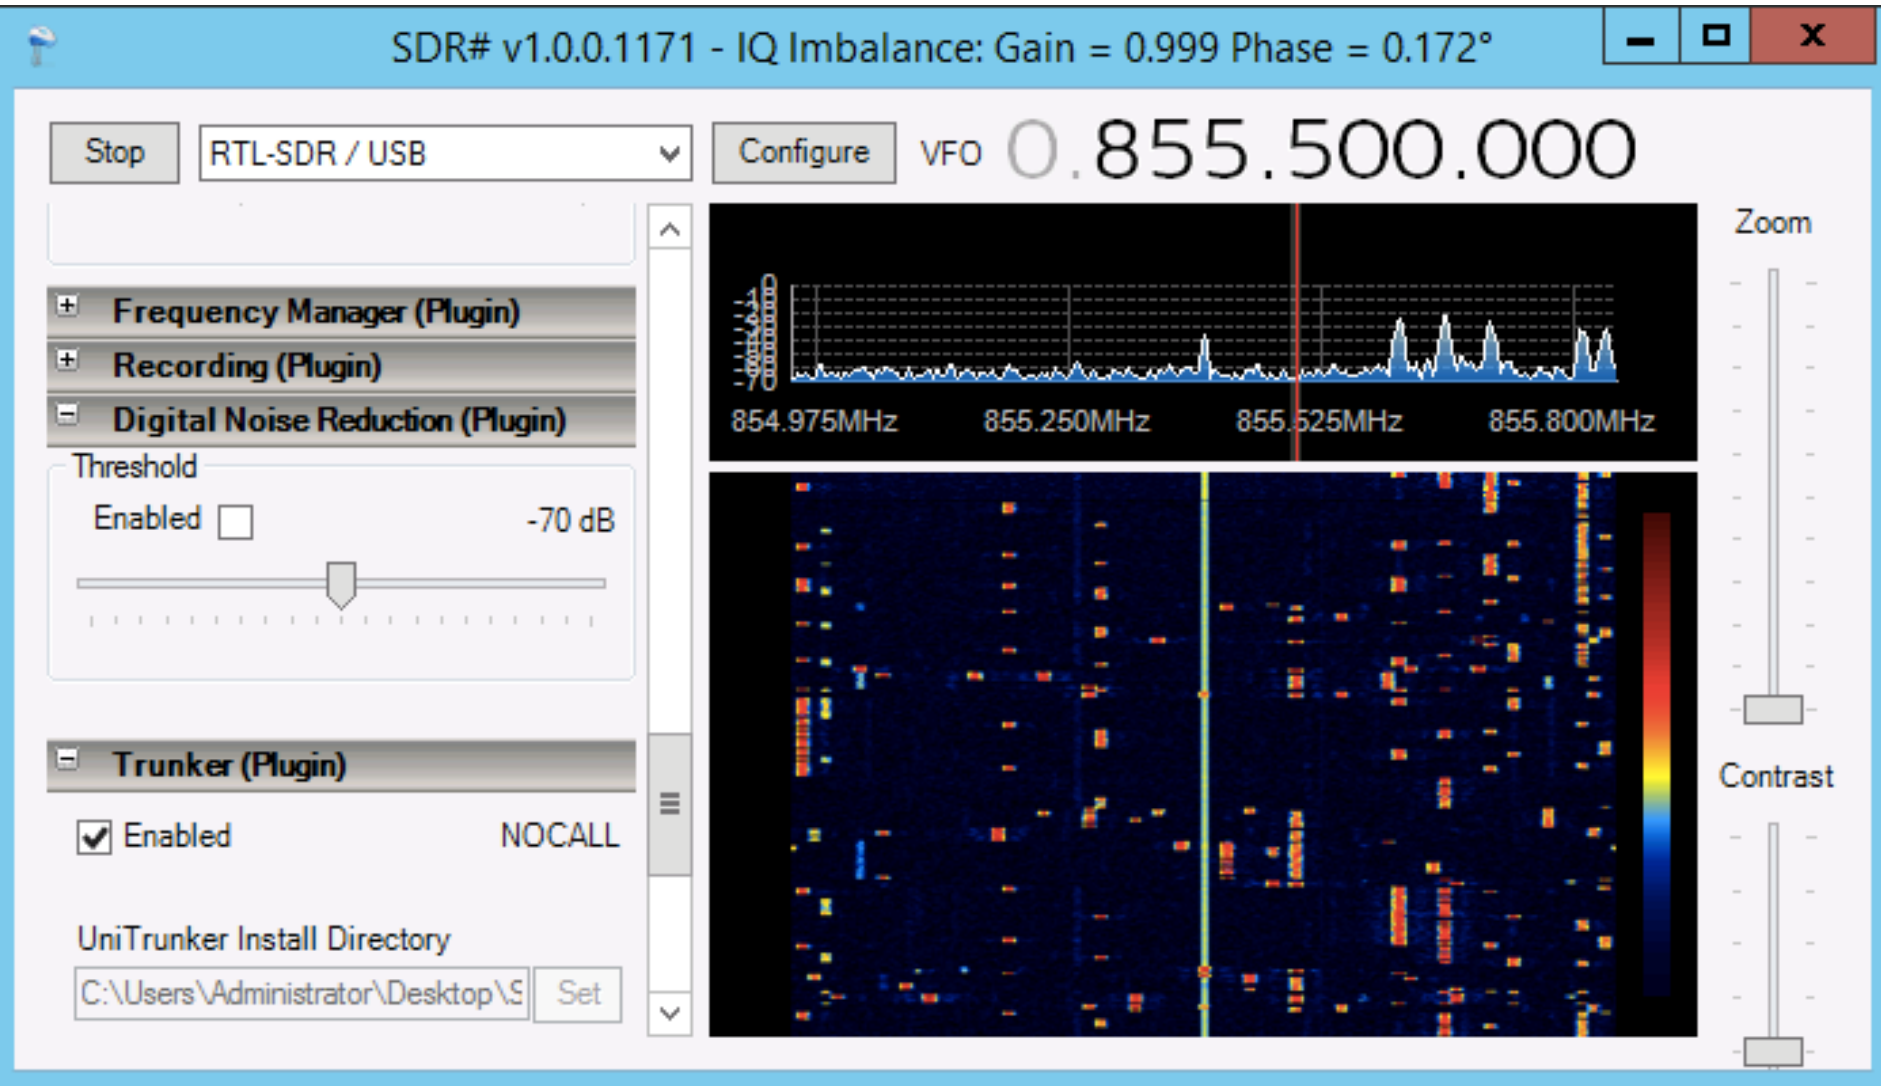 SDR# v1.0.0.1171 - IQ Imbalance: Gain = 0.999 Phase = 0.172°
Stop
RTL-SDR / USB
Configure
VFO
0.855.500.000
Frequency Manager (Plugin)
Recording (Plugin)
Digital Noise Reduction (Plugin)
Threshold
Enabled
-70 dB
Trunker (Plugin)
Enabled
NOCALL
UniTrunker Install Directory
C:\Users\Administrator\Desktop\S
Set
0
-70
854.975MHz
855.250MHz
855.525MHz
855.800MHz
Zoom
Contrast